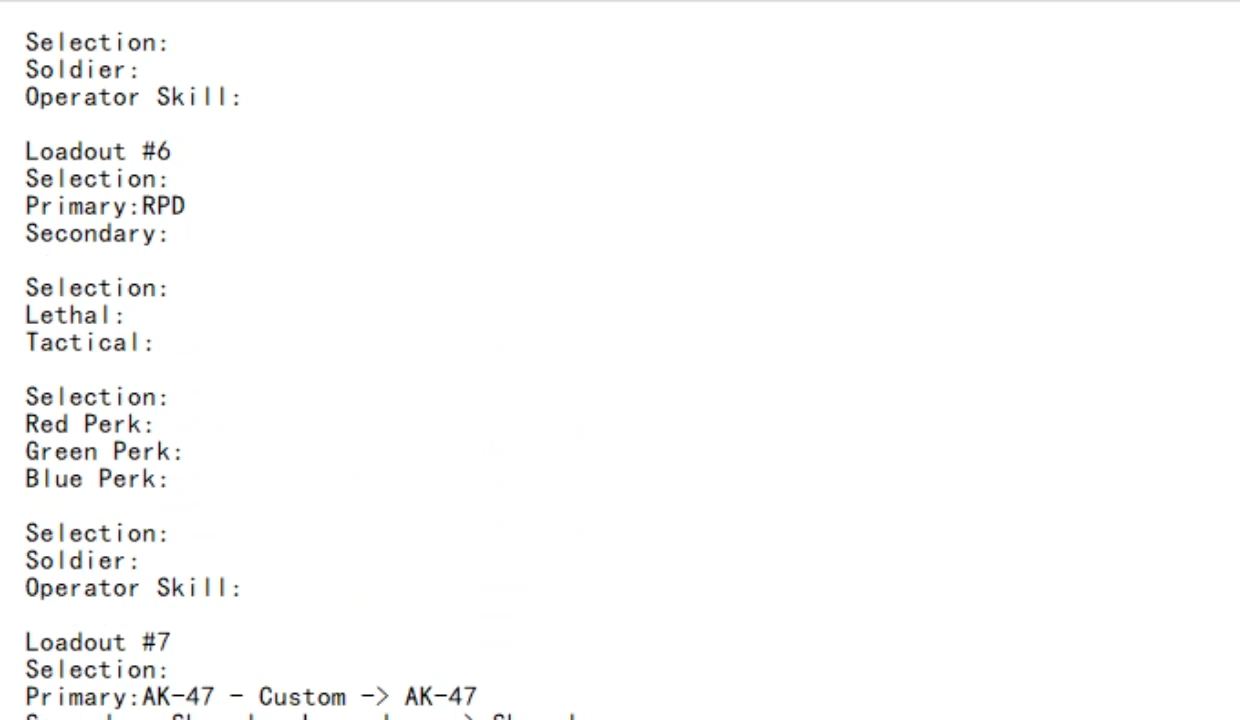 Selection:
Soldier:
Operator Skill:
Loadout #6
Selection:
Primary:RPD
Secondary:
Selection:
Lethal:
Tactical:
Selection:
Red Perk:
Green Perk:
Blue Perk:
Selection:
Soldier:
Operator Skill:
Loadout #7
Selection:
Primary:AK-47 - Custom -> AK-47